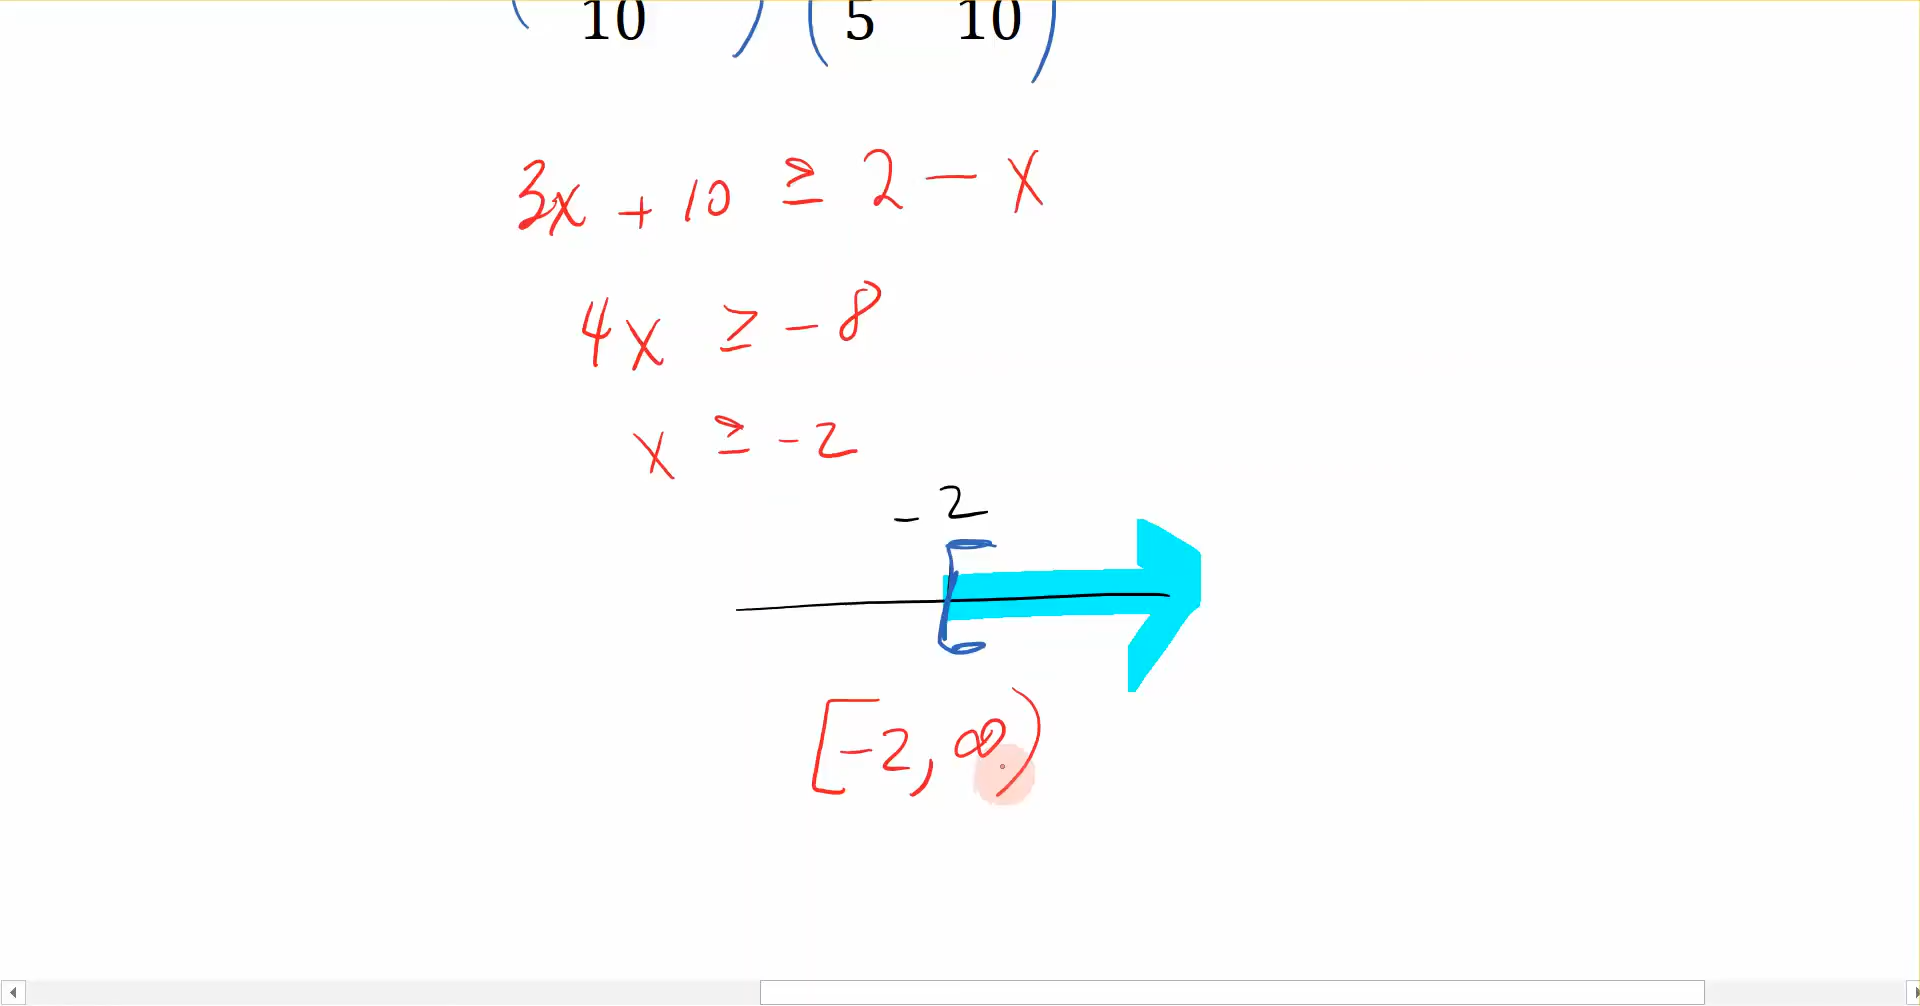 10 5 10
3x + 10 ≥ 2 - x
4x ≥ -8
x ≥ -2
-2
[-2, ∞)